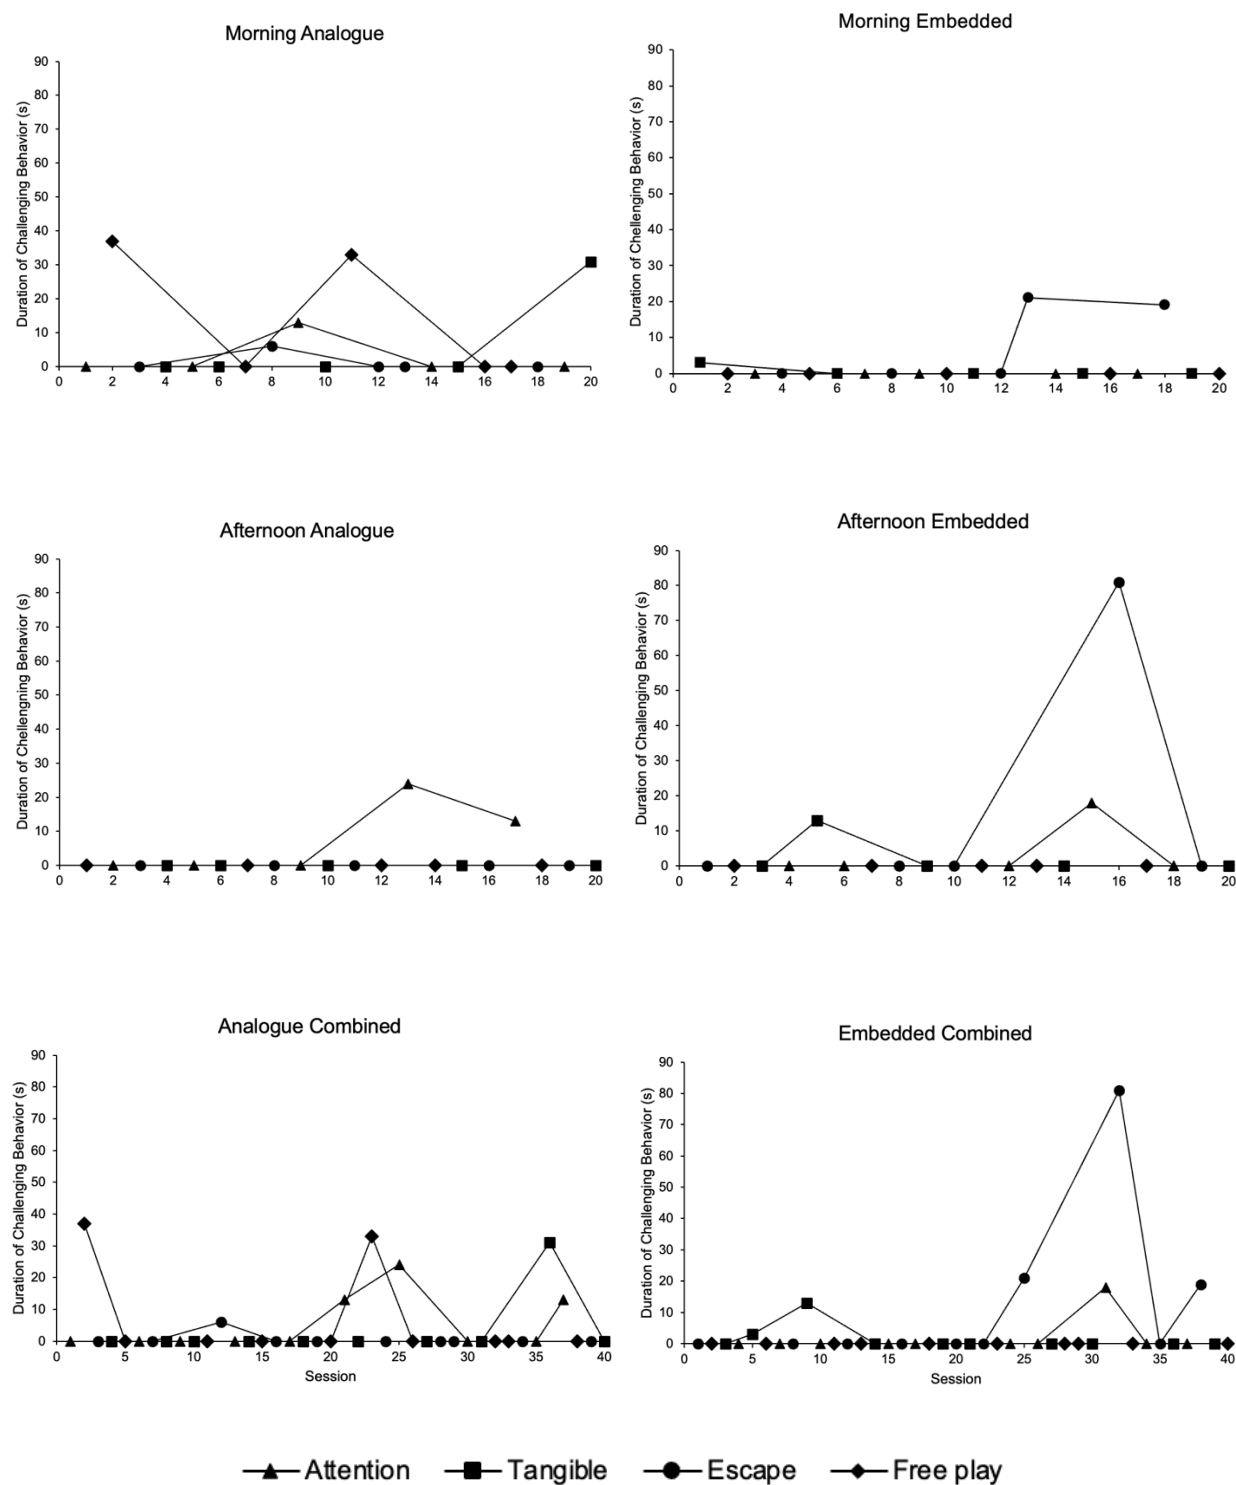 Morning Analogue
Duration of Challenging Behavior (s)
90
80
70
60
50
40
30
20
10
0
0 2 4 6 8 10 12 14 16 18 20
Morning Embedded
Duration of Chellenging Behavior (s)
90
80
70
60
50
40
30
20
10
0
0 2 4 6 8 10 12 14 16 18 20
Afternoon Analogue
Duration of Chellengning Behavior (s)
90
80
70
60
50
40
30
20
10
0
0 2 4 6 8 10 12 14 16 18 20
Afternoon Embedded
Duration of Challenging Behavior (s)
90
80
70
60
50
40
30
20
10
0
0 2 4 6 8 10 12 14 16 18 20
Analogue Combined
Duration of Challenging Behavior (s)
90
80
70
60
50
40
30
20
10
0
0 5 10 15 20 25 30 35 40
Session
Embedded Combined
Duration of Challenging Behavior (s)
90
80
70
60
50
40
30
20
10
0
0 5 10 15 20 25 30 35 40
Session
Attention Tangible Escape Free play